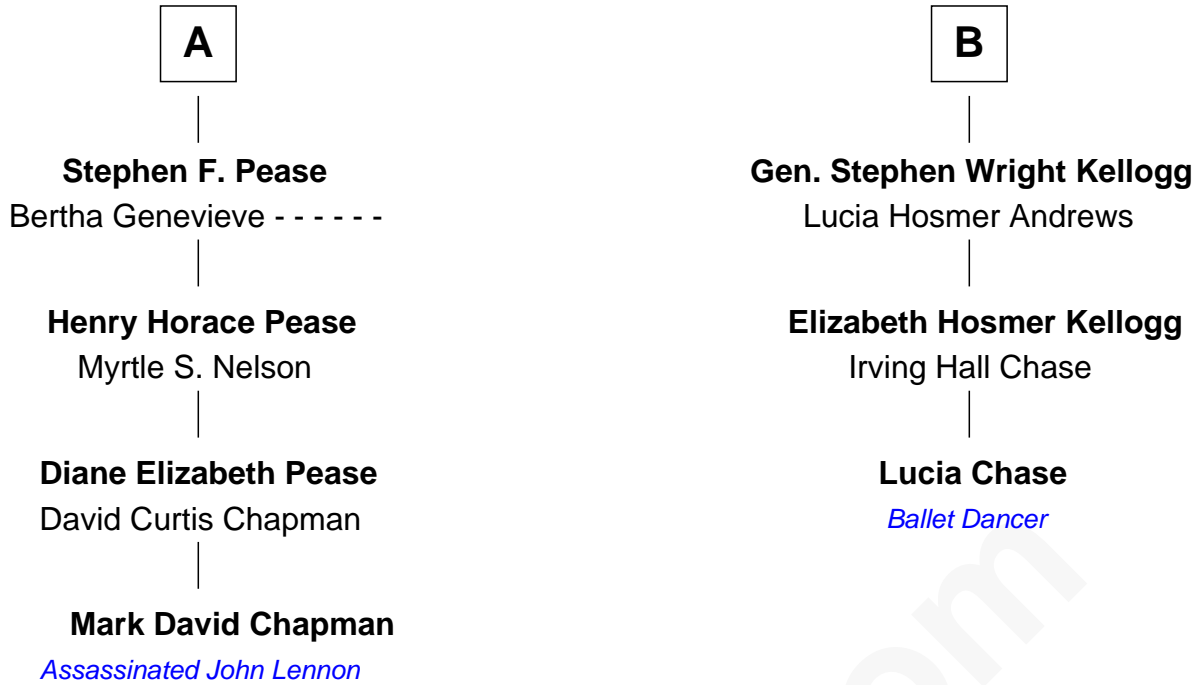 A
Stephen F. Pease
Bertha Genevieve - - - - - -
Henry Horace Pease
Myrtle S. Nelson
Diane Elizabeth Pease
David Curtis Chapman
Mark David Chapman
Assassinated John Lennon
B
Gen. Stephen Wright Kellogg
Lucia Hosmer Andrews
Elizabeth Hosmer Kellogg
Irving Hall Chase
Lucia Chase
Ballet Dancer
om